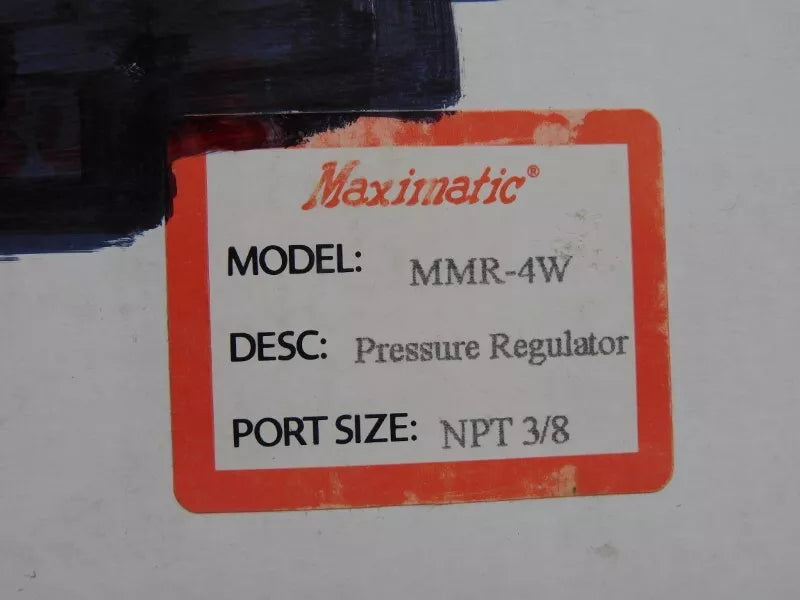 Maximatic®
MODEL: MMR-4W
DESC: Pressure Regulator
PORT SIZE: NPT 3/8